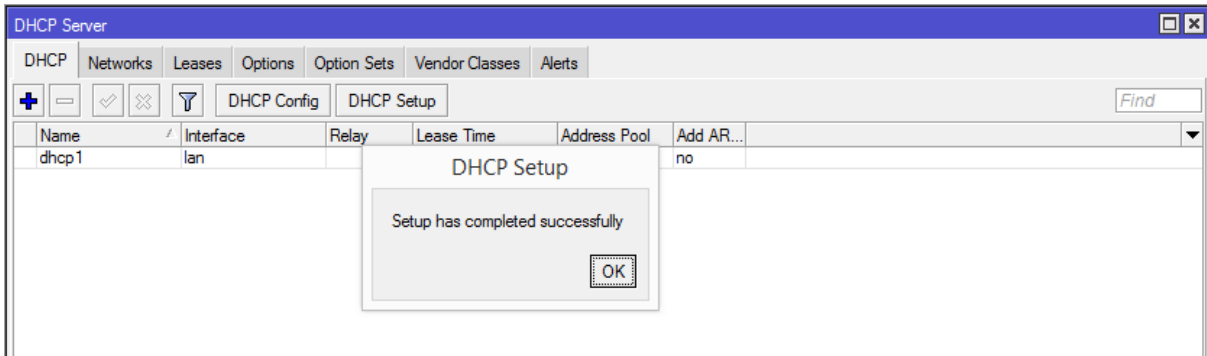 DHCP Server
DHCP Networks Leases Options Option Sets Vendor Classes Alerts
DHCP Config DHCP Setup Find
Name Interface Relay Lease Time Address Pool Add AR...
dhcp1 lan no
DHCP Setup
Setup has completed successfully
OK